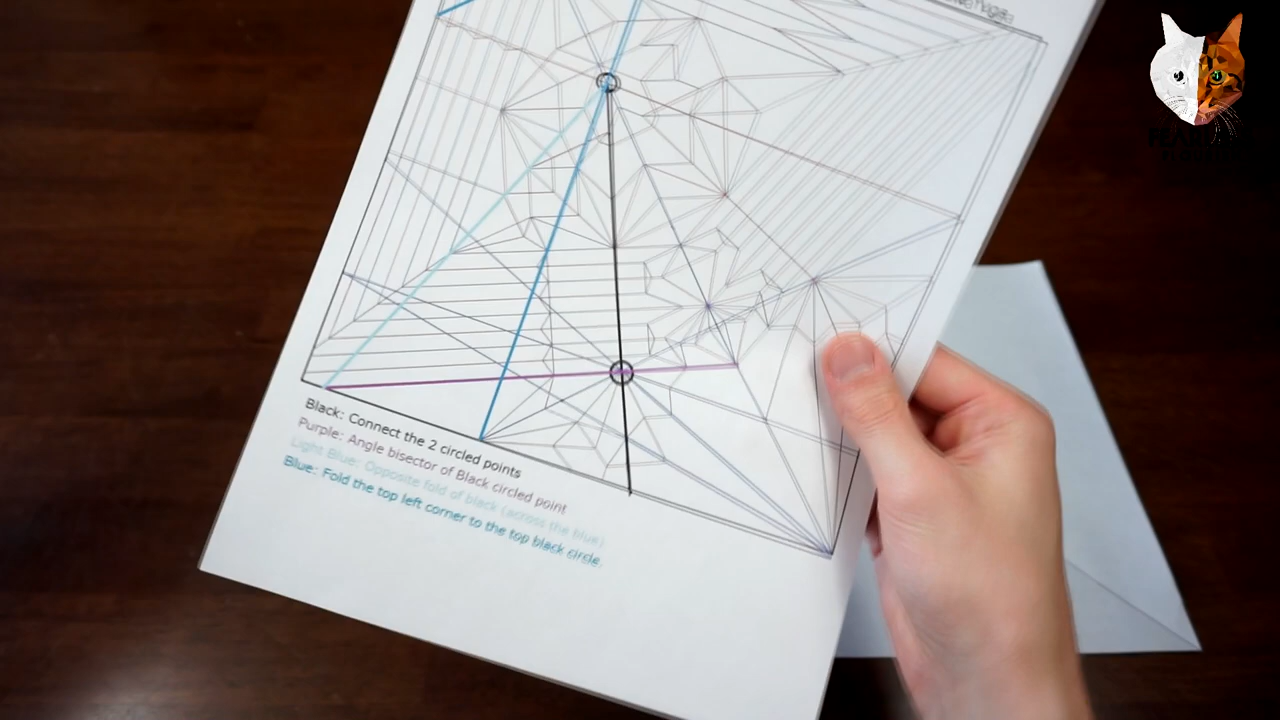 Black: Connect the 2 circled points
Purple: Angle bisector of Black circled point
Light Blue: Opposite fold of black (across the blue)
Blue: Fold the top left corner to the top black circle.